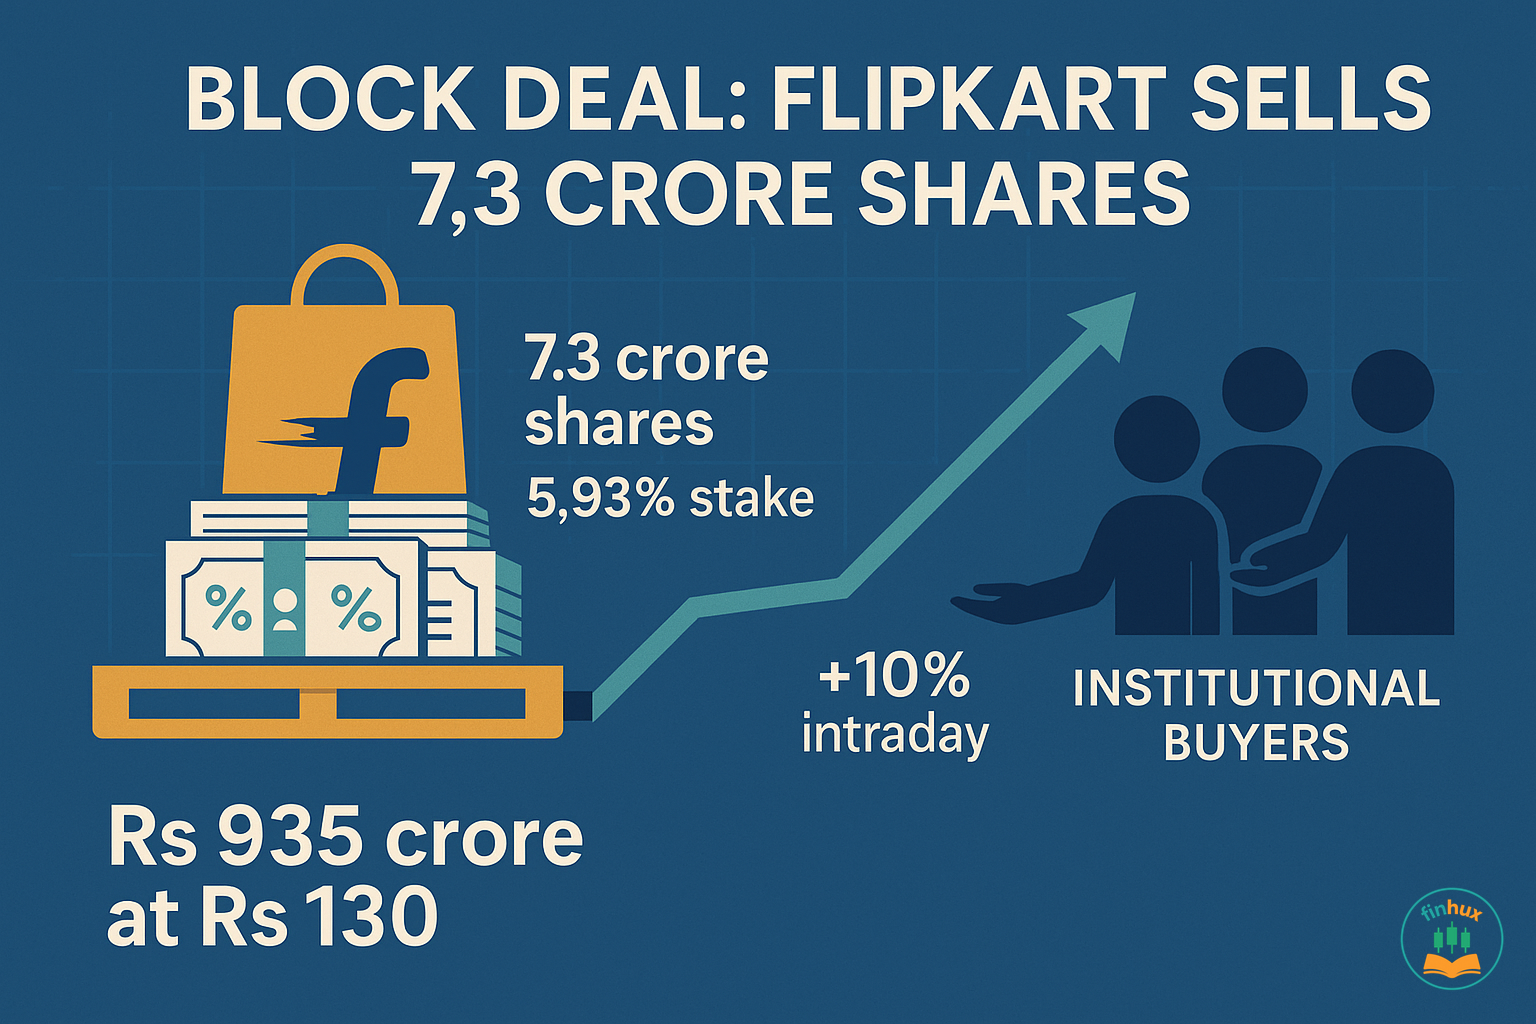 BLOCK DEAL: FLIPKART SELLS
7,3 CRORE SHARES
f
7.3 crore
shares
5,93% stake
% %
+10%
intraday
INSTITUTIONAL
BUYERS
Rs 935 crore
at Rs 130
finhux